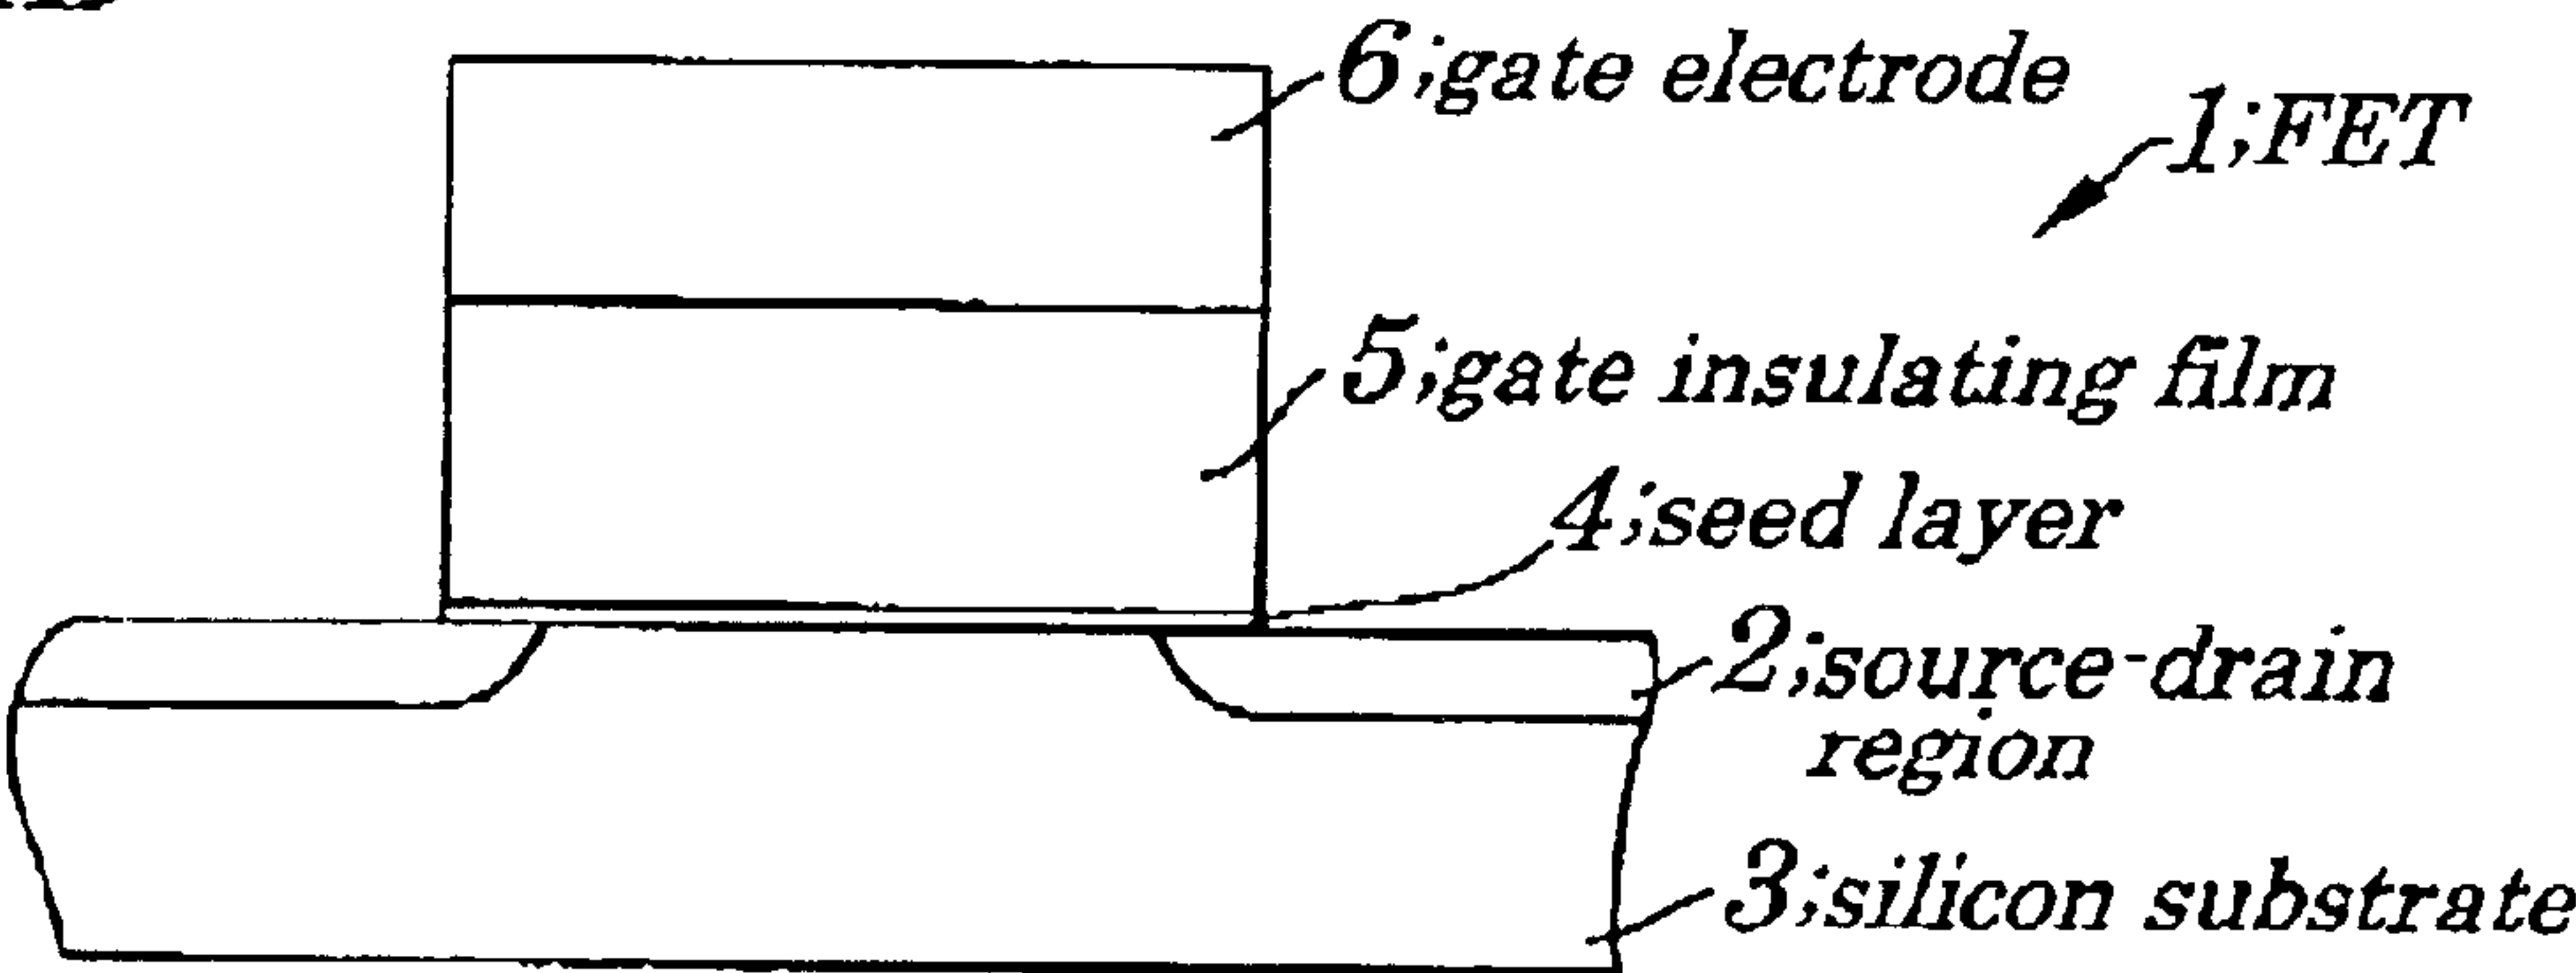 6;gate electrode
1;FET
5;gate insulating film
4;seed layer
2;source-drain
region
3;silicon substrate